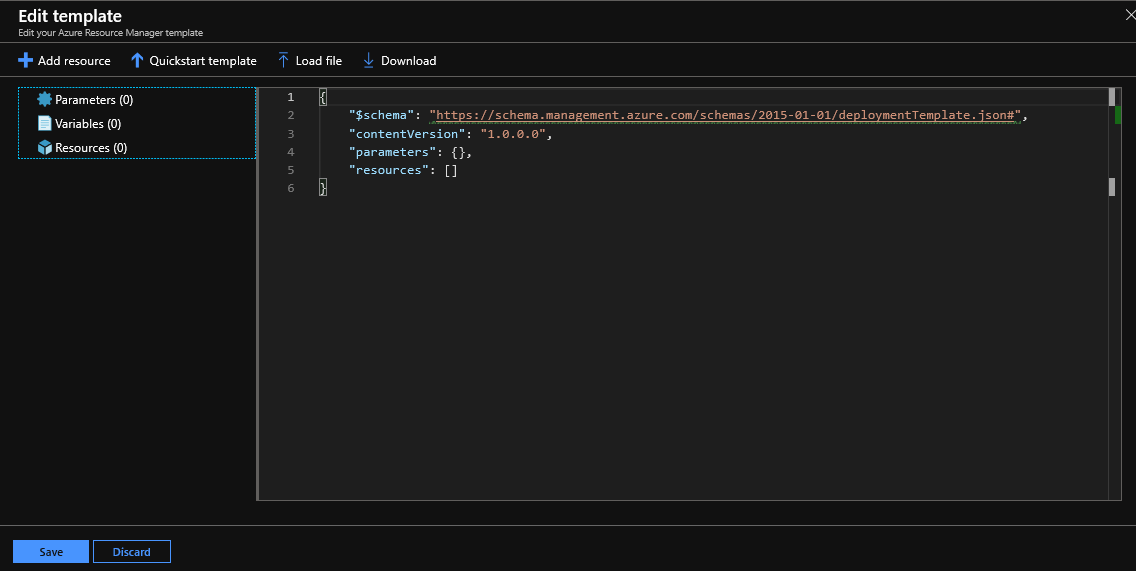 Edit template
Edit your Azure Resource Manager template
Add resource Quickstart template Load file Download
Parameters (0)
Variables (0)
Resources (0)
1 {
2 "$schema": "https://schema.management.azure.com/schemas/2015-01-01/deploymentTemplate.json#",
3 "contentVersion": "1.0.0.0",
4 "parameters": {},
5 "resources": []
6 }
Save Discard